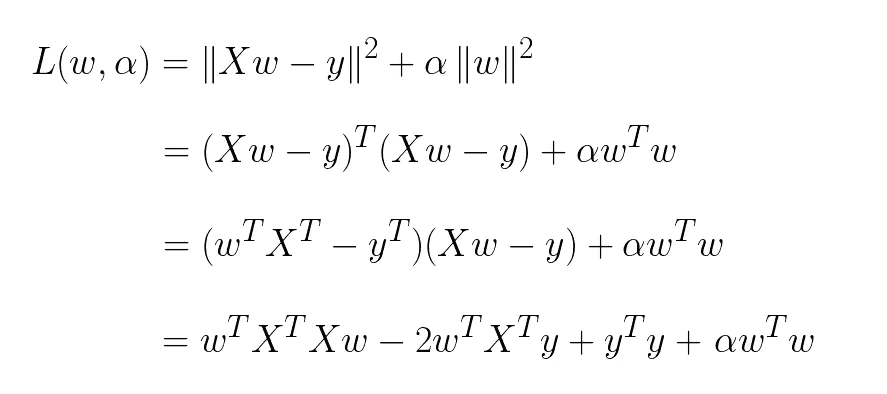 L(w, α) = ‖Xw − y‖² + α ‖w‖²
= (Xw − y)ᵀ(Xw − y) + αwᵀw
= (wᵀXᵀ − yᵀ)(Xw − y) + αwᵀw
= wᵀXᵀXw − 2wᵀXᵀy + yᵀy + αwᵀw